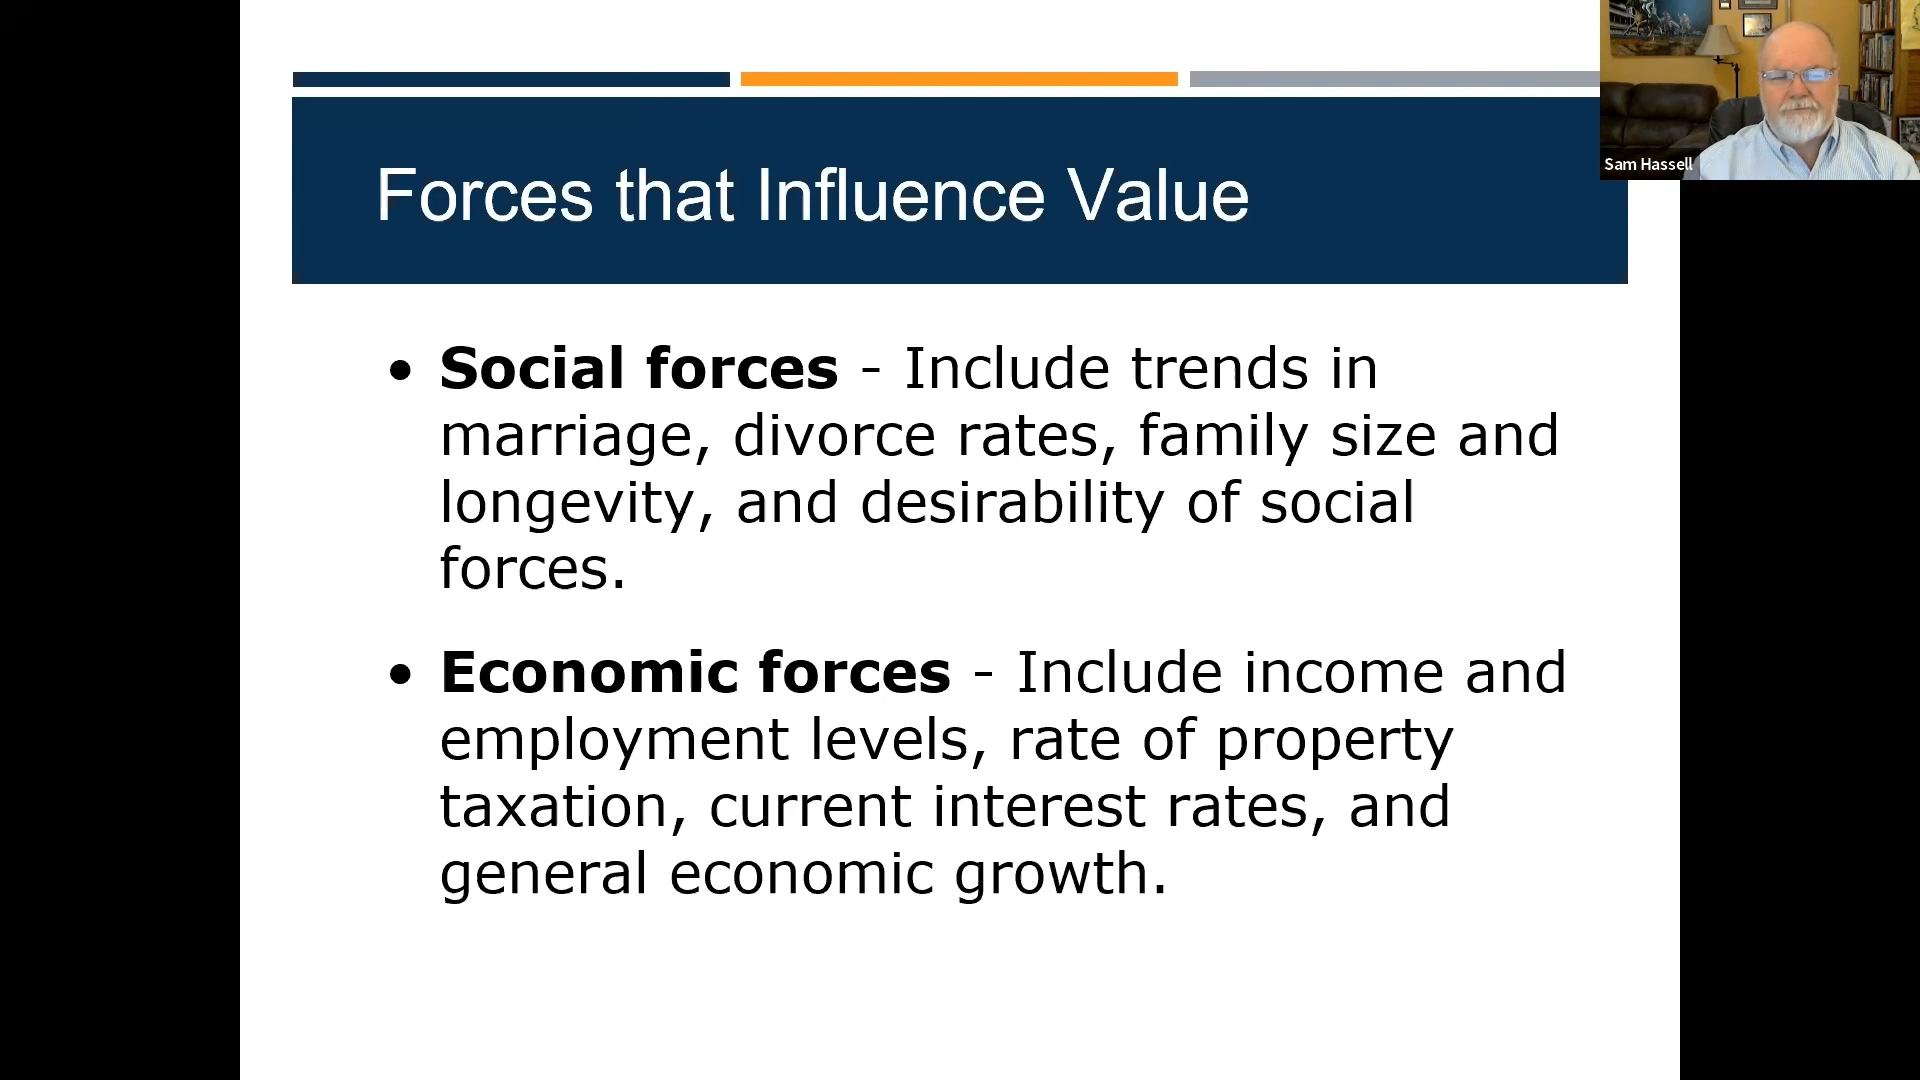 Forces that Influence Value
Sam Hassell
• Social forces - Include trends in
marriage, divorce rates, family size and
longevity, and desirability of social
forces.
• Economic forces - Include income and
employment levels, rate of property
taxation, current interest rates, and
general economic growth.